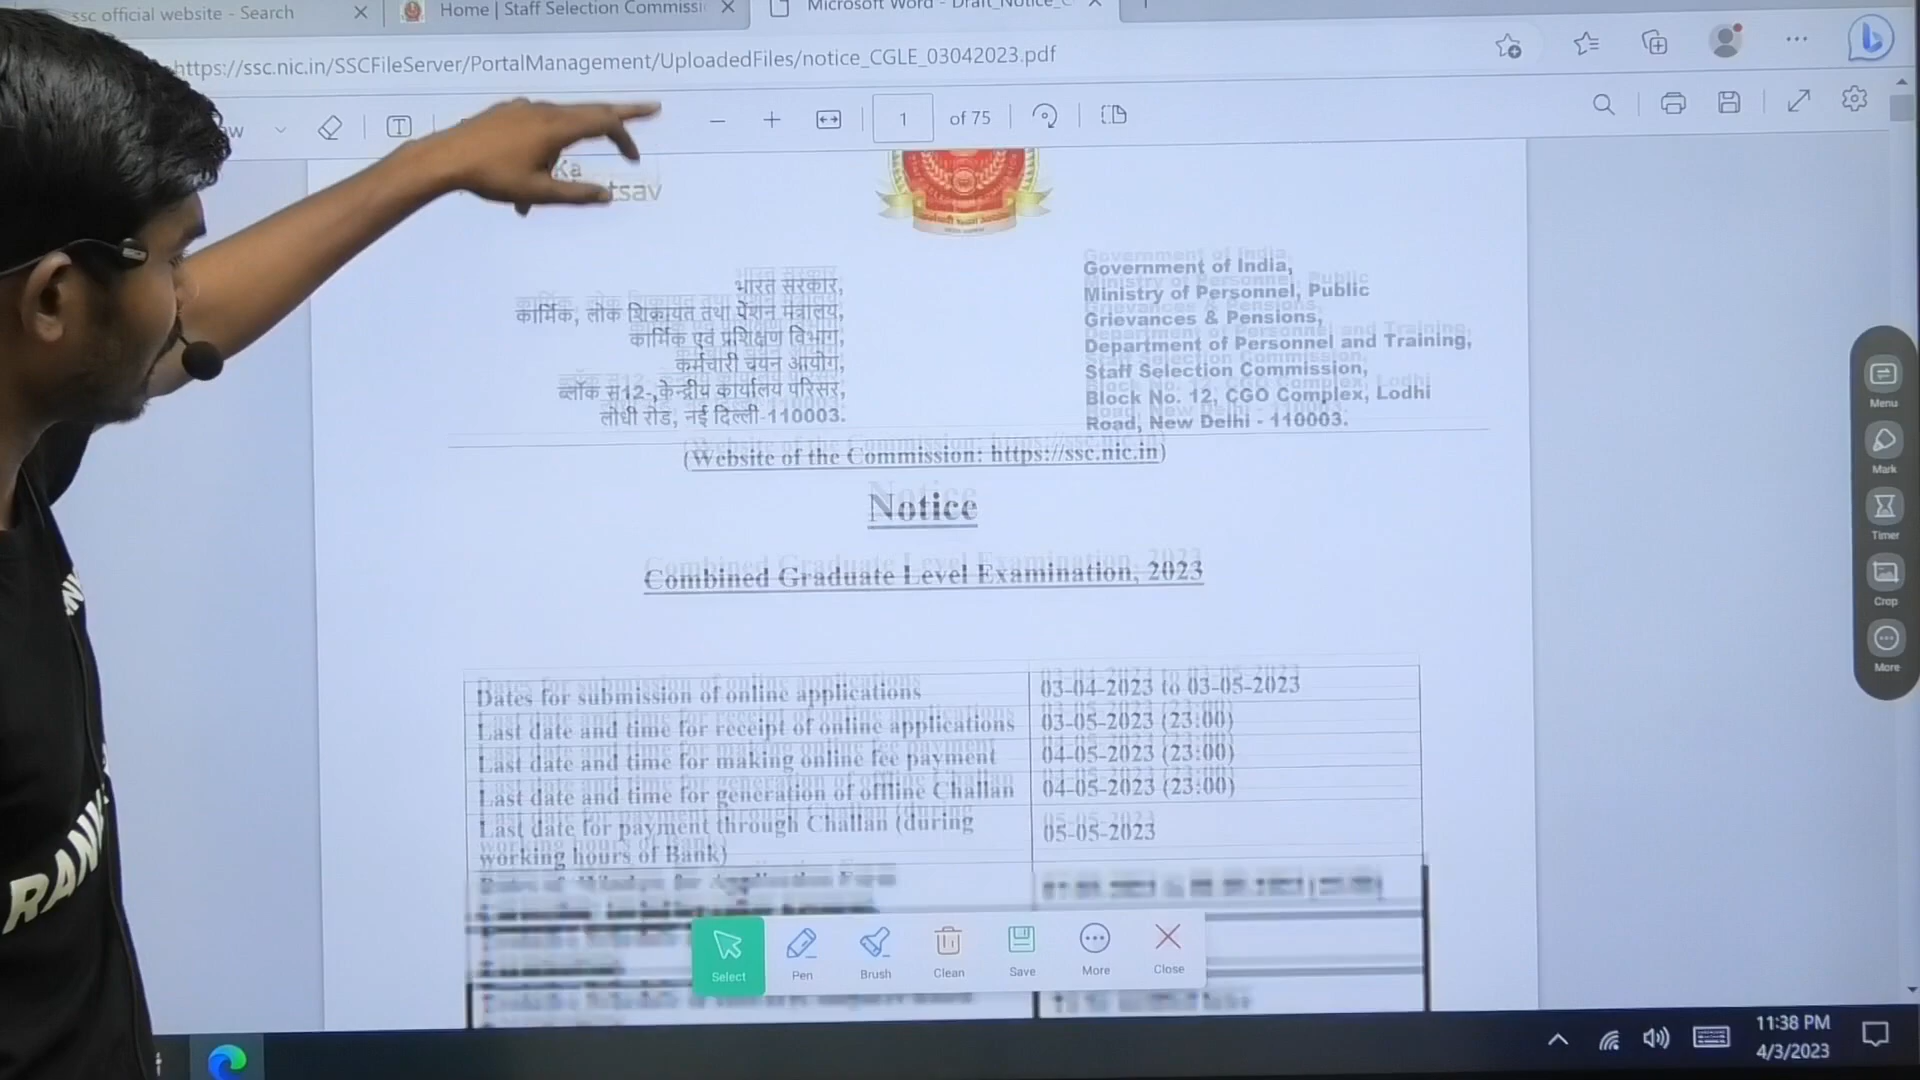 ssc official website - Search
Home | Staff Selection Commissi
Microsoft Word - Draft_Notice_C
https://ssc.nic.in/SSCFileServer/PortalManagement/UploadedFiles/notice_CGLE_03042023.pdf
1 of 75
Ka
tsav
भारत सरकार,
कार्मिक, लोक शिकायत तथा पेंशन मंत्रालय,
कार्मिक एवं प्रशिक्षण विभाग,
कर्मचारी चयन आयोग,
ब्लॉक स12-,केन्द्रीय कार्यालय परिसर,
लोधी रोड, नई दिल्ली-110003.
Government of India,
Ministry of Personnel, Public
Grievances & Pensions,
Department of Personnel and Training,
Staff Selection Commission,
Block No. 12, CGO Complex, Lodhi
Road, New Delhi - 110003.
(Website of the Commission: https://ssc.nic.in)
Notice
Combined Graduate Level Examination, 2023
Dates for submission of online applications 03-04-2023 to 03-05-2023
Last date and time for receipt of online applications 03-05-2023 (23:00)
Last date and time for making online fee payment 04-05-2023 (23:00)
Last date and time for generation of offline Challan 04-05-2023 (23:00)
Last date for payment through Challan (during
working hours of Bank) 05-05-2023
Menu
Mark
Timer
Crop
More
Select Pen Brush Clean Save More Close
11:38 PM
4/3/2023
RANK